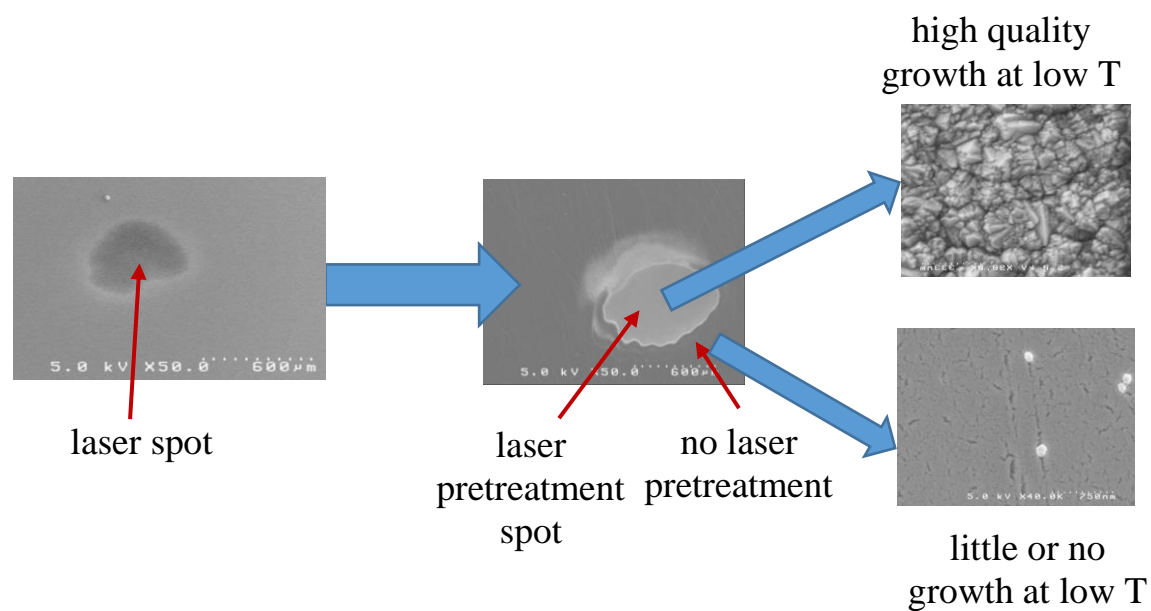 high quality
growth at low T
5.0 kV X50.0 600μm
laser spot
5.0 kV X50.0 600μm
laser
pretreatment
spot
no laser
pretreatment
5.0 kV X40.0K 750nm
little or no
growth at low T